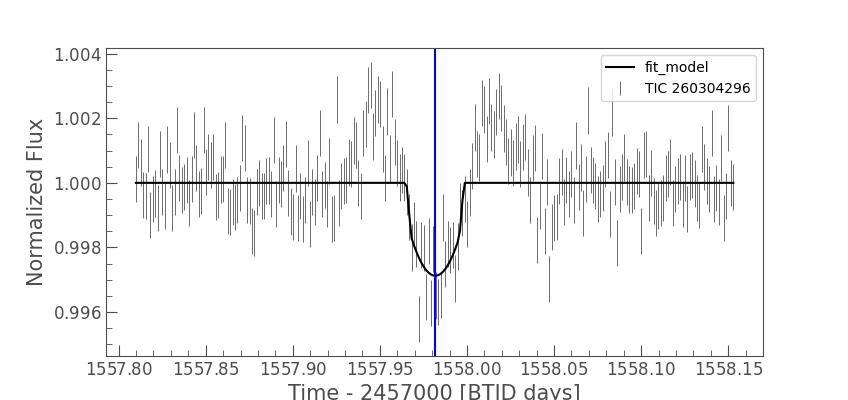 1.004
1.002
1.000
0.998
0.996
Normalized Flux
fit_model
TIC 260304296
1557.80 1557.85 1557.90 1557.95 1558.00 1558.05 1558.10 1558.15
Time - 2457000 [BTJD days]